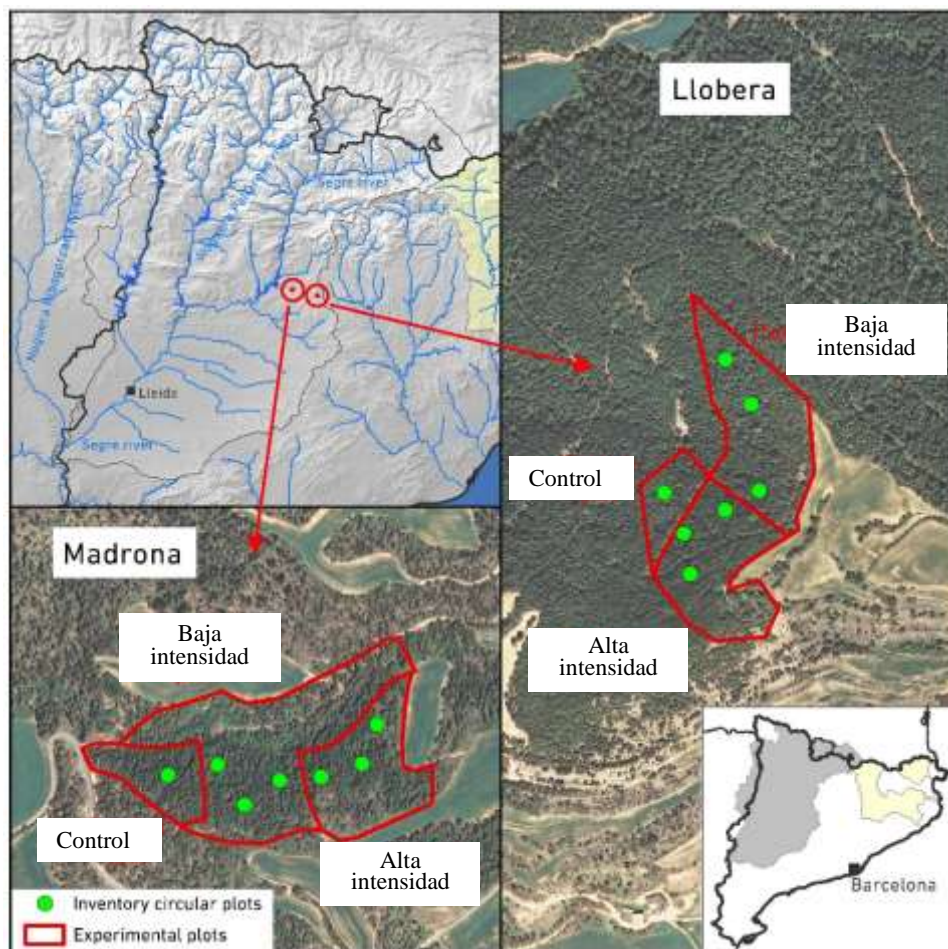 Segre river
Lleida
Segre river
Llobera
Baja
intensidad
Control
Alta
intensidad
Madrona
Baja
intensidad
Control
Alta
intensidad
Inventory circular plots
Experimental plots
Barcelona